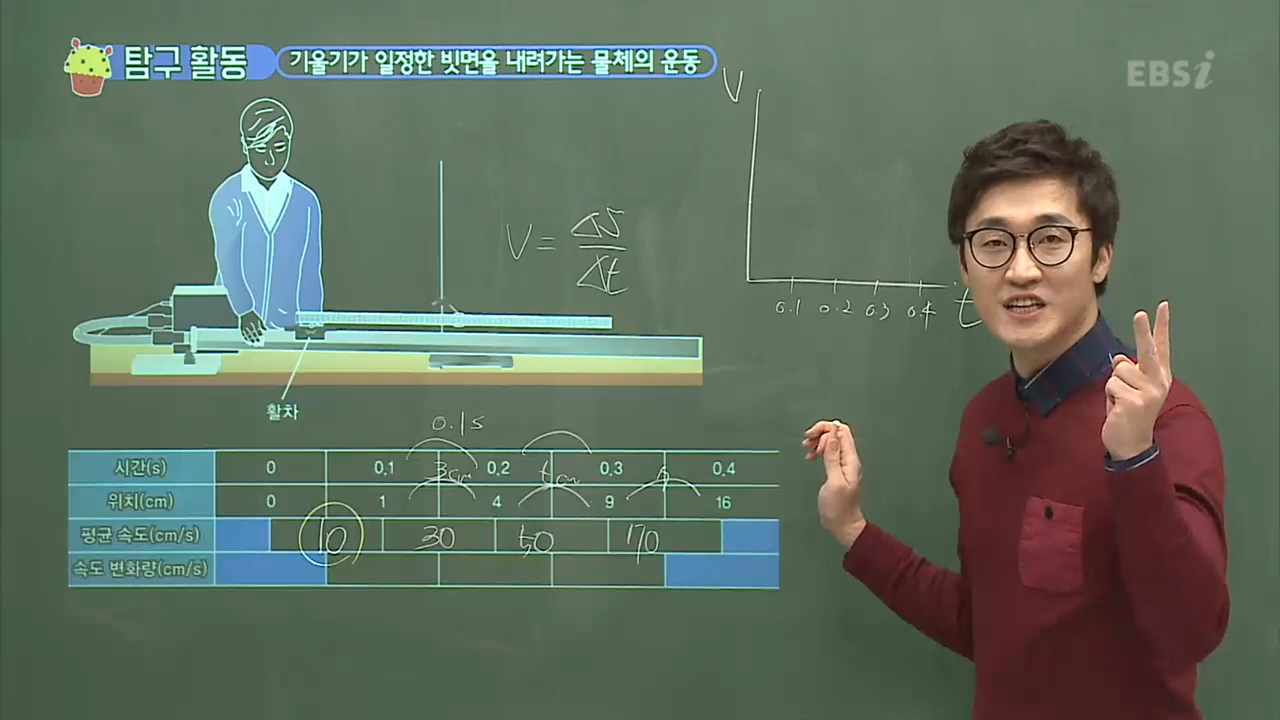 탐구 활동
기울기가 일정한 빗면을 내려가는 물체의 운동
EBSi
V
V = ΔS / Δt
0.1 0.2 0.3 0.4 t
활차
0.1s
시간(s) 0 0.1 3cm 0.2 5cm 0.3 0.4
위치(cm) 0 1 4 9 16
평균 속도(cm/s) 10 30 50 70
속도 변화량(cm/s)